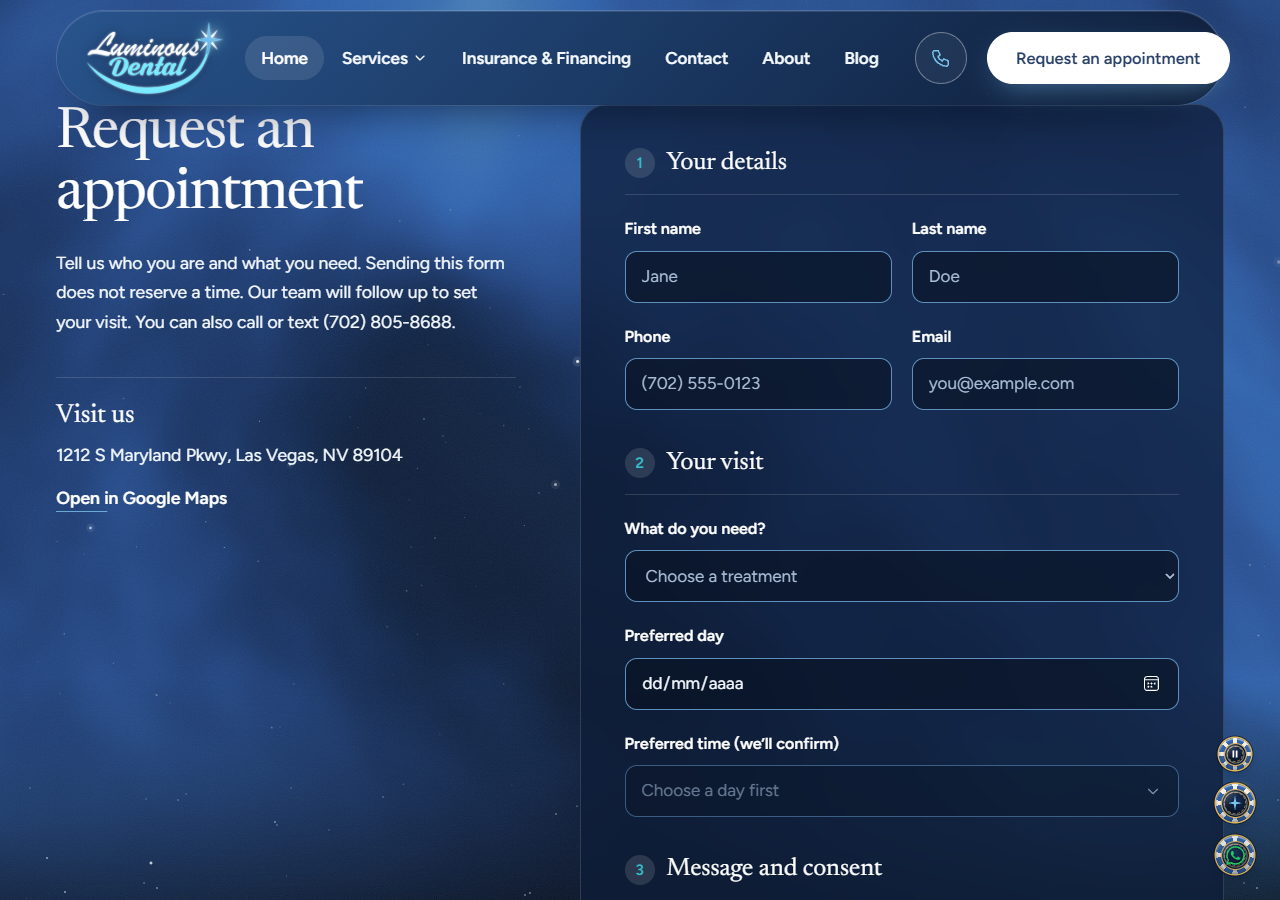 Luminous
Dental
Home
Services
Insurance & Financing
Contact
About
Blog
Request an appointment
Request an
appointment
Tell us who you are and what you need. Sending this form
does not reserve a time. Our team will follow up to set
your visit. You can also call or text (702) 805-8688.
Visit us
1212 S Maryland Pkwy, Las Vegas, NV 89104
Open in Google Maps
1 Your details
First name
Last name
Jane
Doe
Phone
Email
(702) 555-0123
you@example.com
2 Your visit
What do you need?
Choose a treatment
Preferred day
dd/mm/aaaa
Preferred time (we’ll confirm)
Choose a day first
3 Message and consent